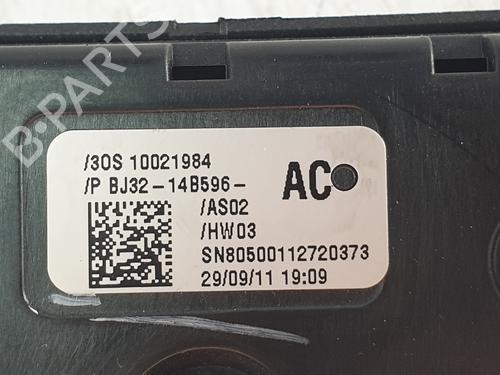 B-PARTS
/3OS 10021984
/P BJ32-14B596- AC
/AS02
/HW03
SN80500112720373
29/09/11 19:09